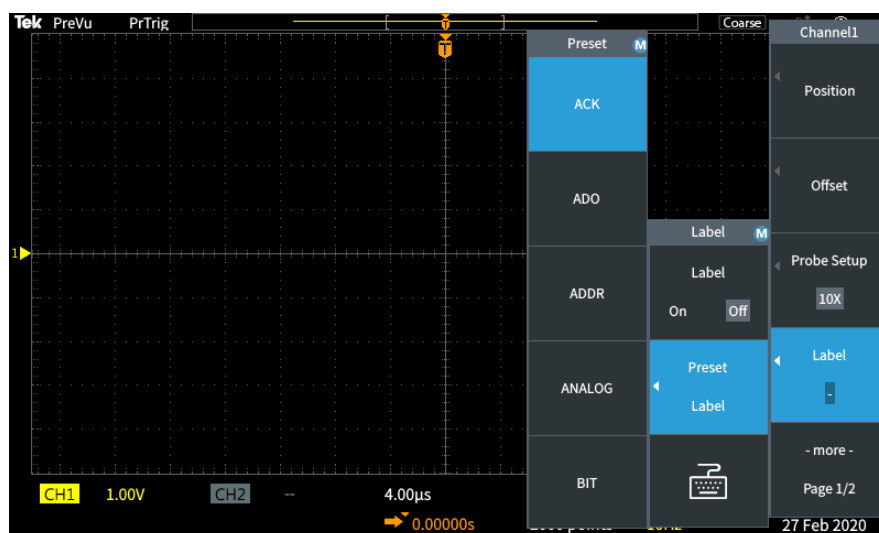 Tek PreVu PrTrig
T
Coarse
T
Preset M
ACK
ADO
ADDR
ANALOG
BIT
Label M
Label
On Off
Preset
Label
Channel1
Position
Offset
Probe Setup
10X
Label
-
- more -
Page 1/2
1
CH1 1.00V CH2 -- 4.00µs
0.00000s
27 Feb 2020